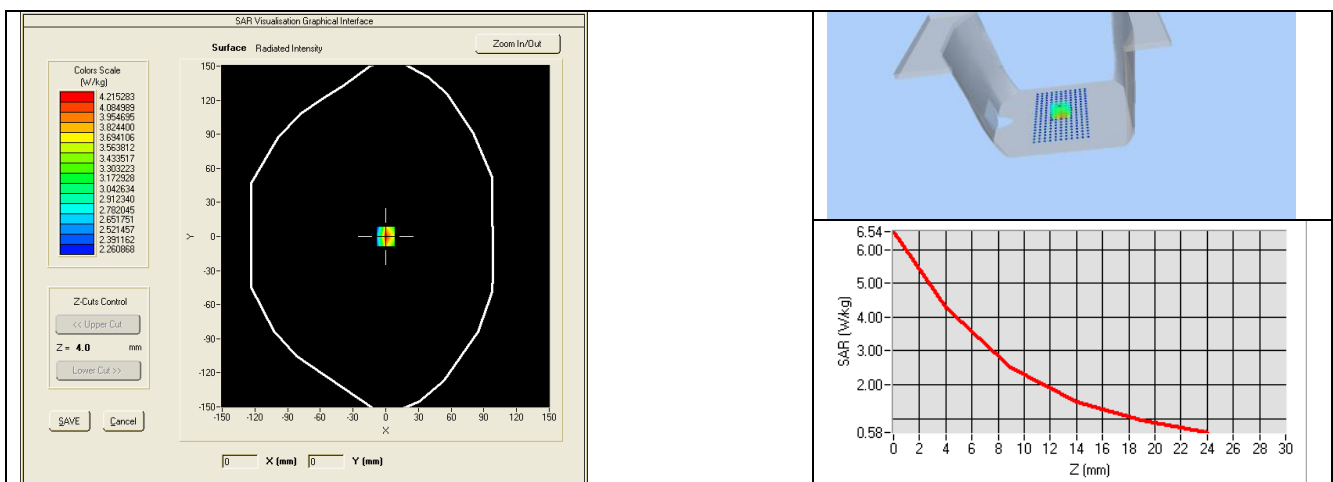 SAR Visualisation Graphical Interface
Surface Radiated Intensity
Zoom In/Out
Colors Scale
(W/kg)
4.215283
4.084989
3.954695
3.824400
3.694106
3.563812
3.433517
3.303223
3.172928
3.042634
2.912340
2.782045
2.651751
2.521457
2.391162
2.260868
Z-Cuts Control
<< Upper Cut
Z = 4.0 mm
Lower Cut >>
SAVE Cancel
150-
120-
90-
60-
30-
Y 0-
-30-
-60-
-90-
-120-
-150-
-150 -120 -90 -60 -30 0 30 60 90 120 150
X
0 X (mm) 0 Y (mm)
6.54-
6.00-
5.00-
4.00-
3.00-
2.00-
0.58-
SAR (W/kg)
0 2 4 6 8 10 12 14 16 18 20 22 24 26 28 30
Z (mm)